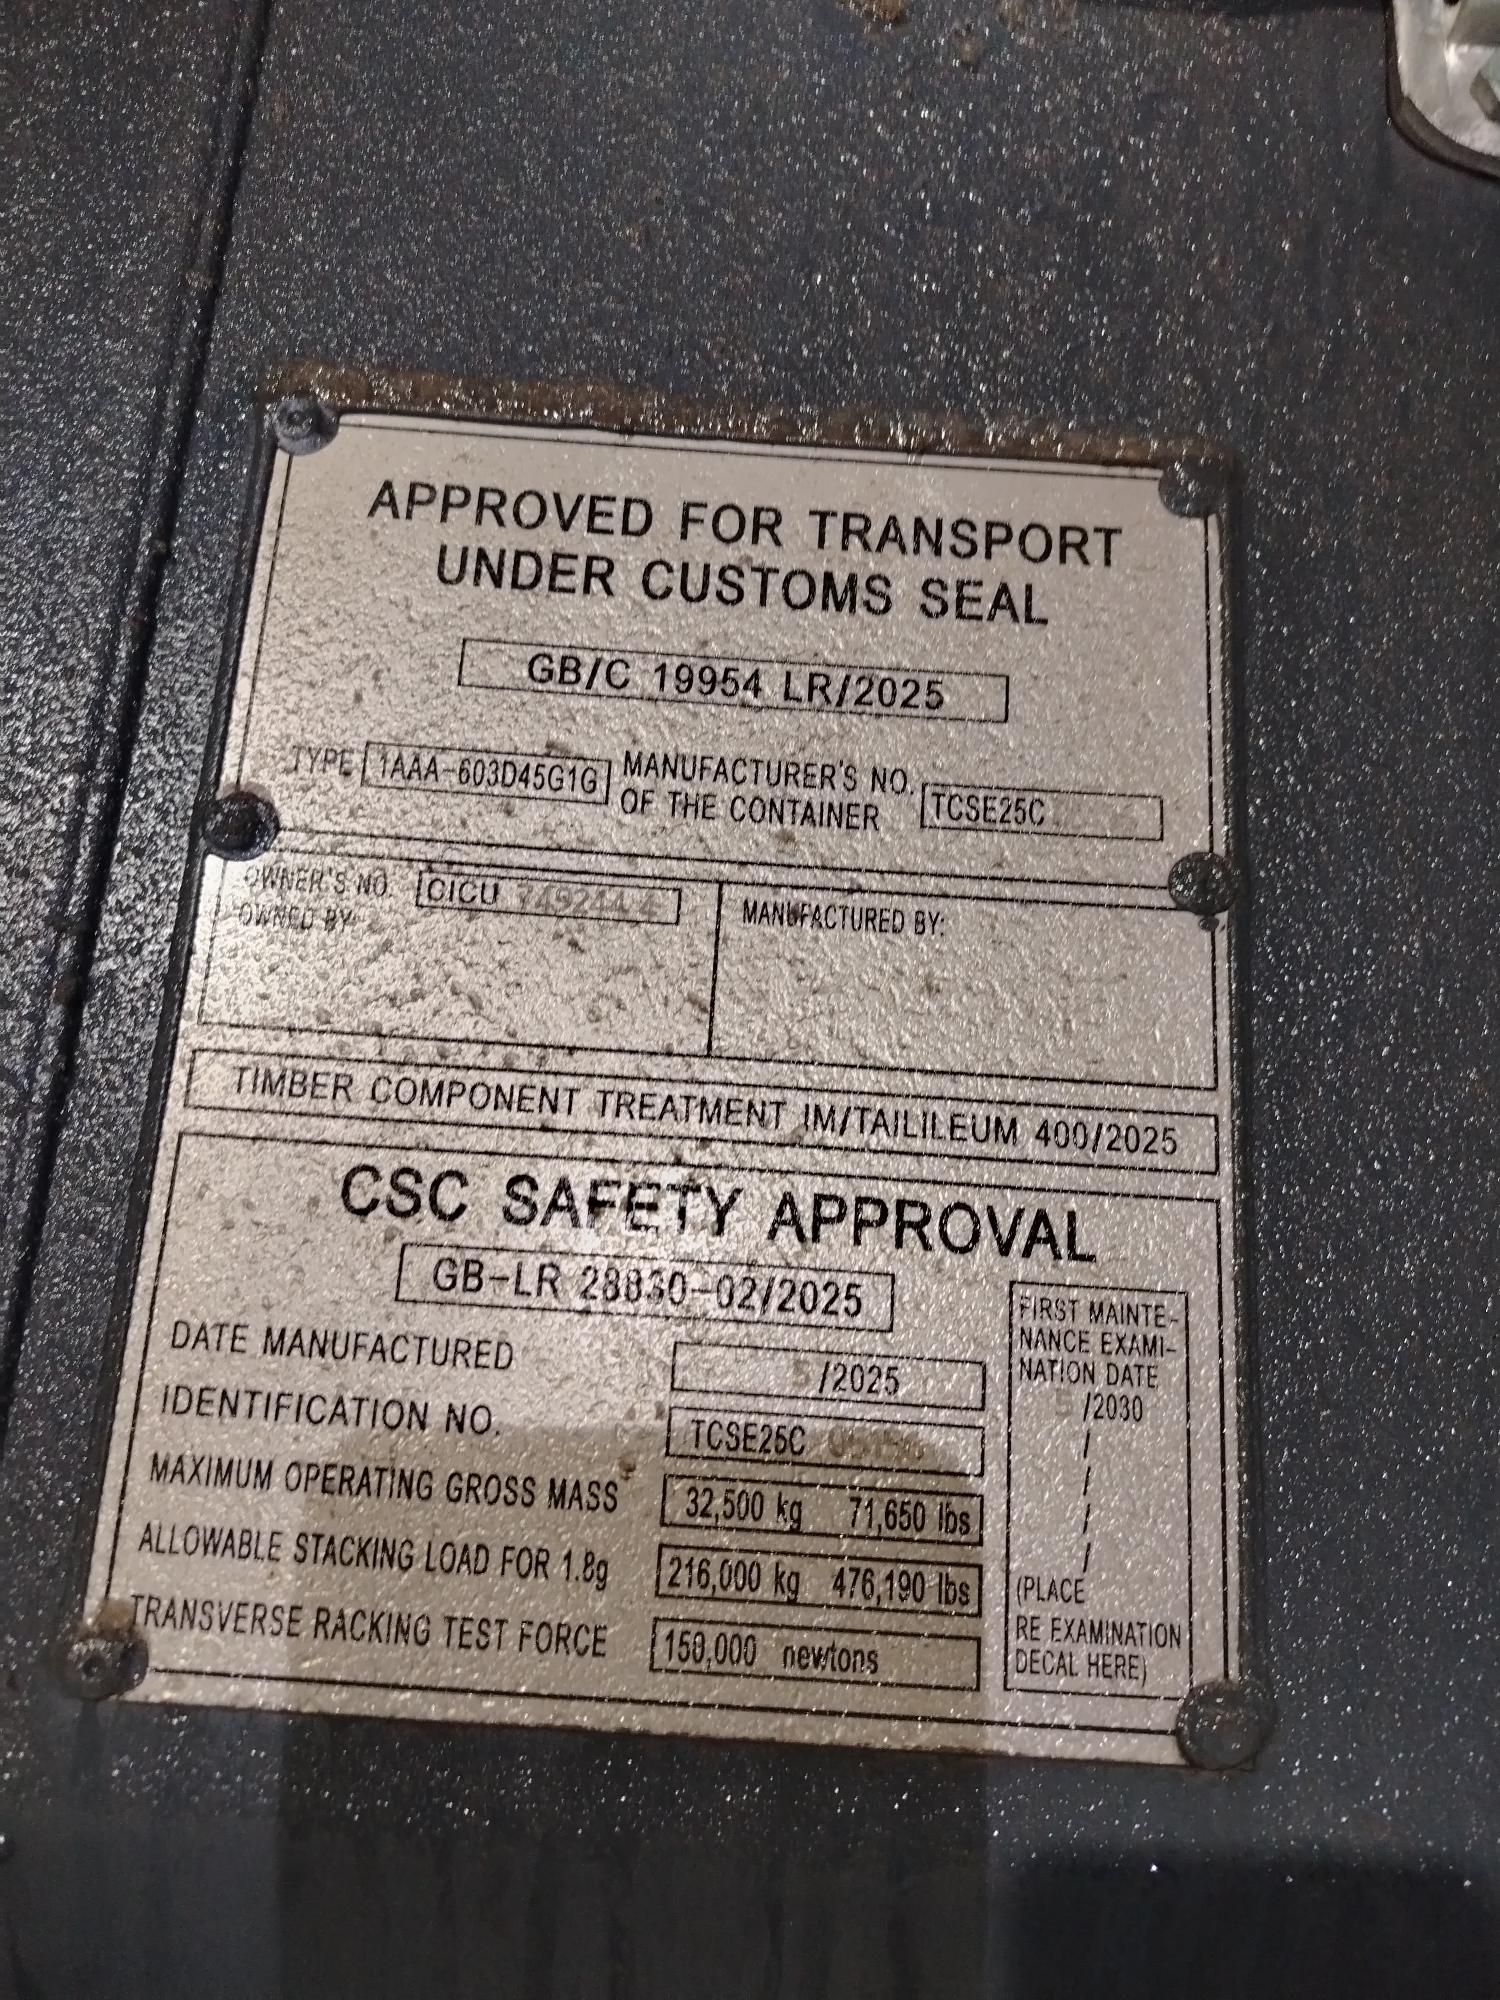 APPROVED FOR TRANSPORT
UNDER CUSTOMS SEAL
GB/C 19954 LR/2025
TYPE 1AAA-603D45G1G MANUFACTURER'S NO. OF THE CONTAINER TCSE25C
OWNER'S NO. CICU
OWNED BY:
MANUFACTURED BY:
TIMBER COMPONENT TREATMENT IM/TAILILEUM 400/2025
CSC SAFETY APPROVAL
GB-LR 28830-02/2025
DATE MANUFACTURED 5/2025
IDENTIFICATION NO. TCSE25C
MAXIMUM OPERATING GROSS MASS 32,500 kg 71,650 lbs
ALLOWABLE STACKING LOAD FOR 1.8g 216,000 kg 476,190 lbs
TRANSVERSE RACKING TEST FORCE 150,000 newtons
FIRST MAINTE-
NANCE EXAMI-
NATION DATE
5/2030
/
/
/
/
(PLACE
RE EXAMINATION
DECAL HERE)